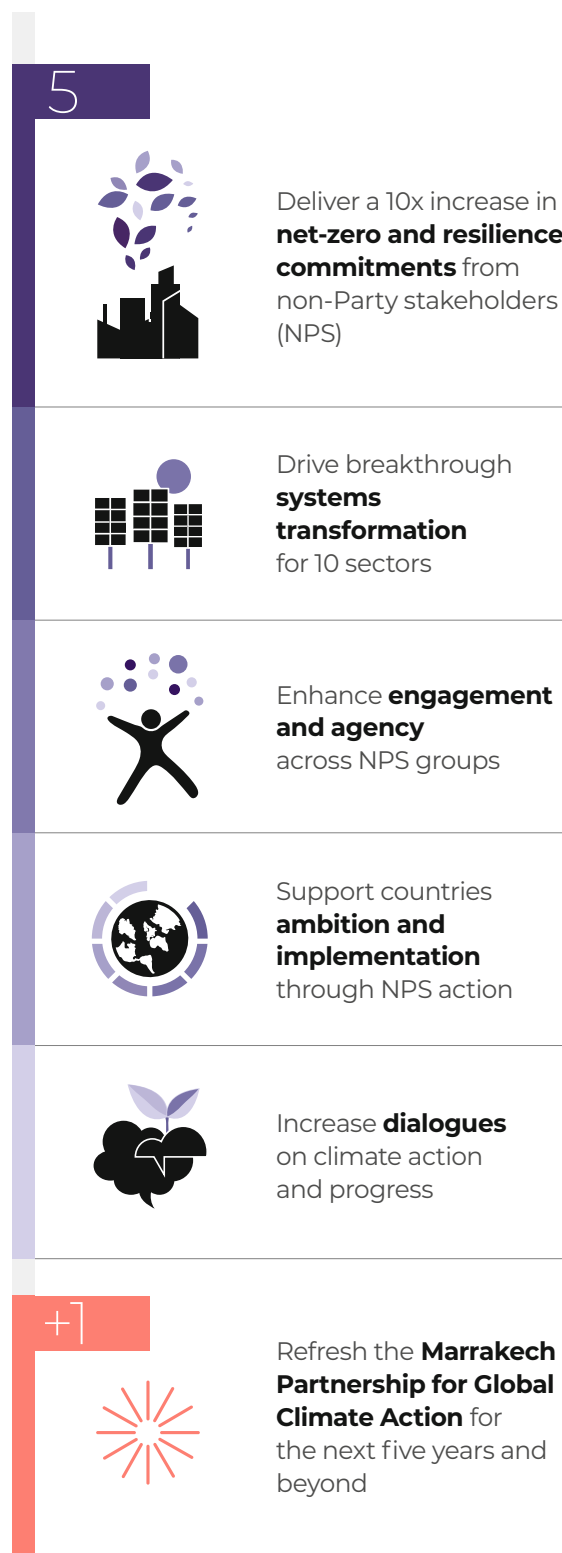 5
Deliver a 10x increase in
net-zero and resilience
commitments from
non-Party stakeholders
(NPS)
Drive breakthrough
systems
transformation
for 10 sectors
Enhance engagement
and agency
across NPS groups
Support countries
ambition and
implementation
through NPS action
Increase dialogues
on climate action
and progress
+1
Refresh the Marrakech
Partnership for Global
Climate Action for
the next five years and
beyond